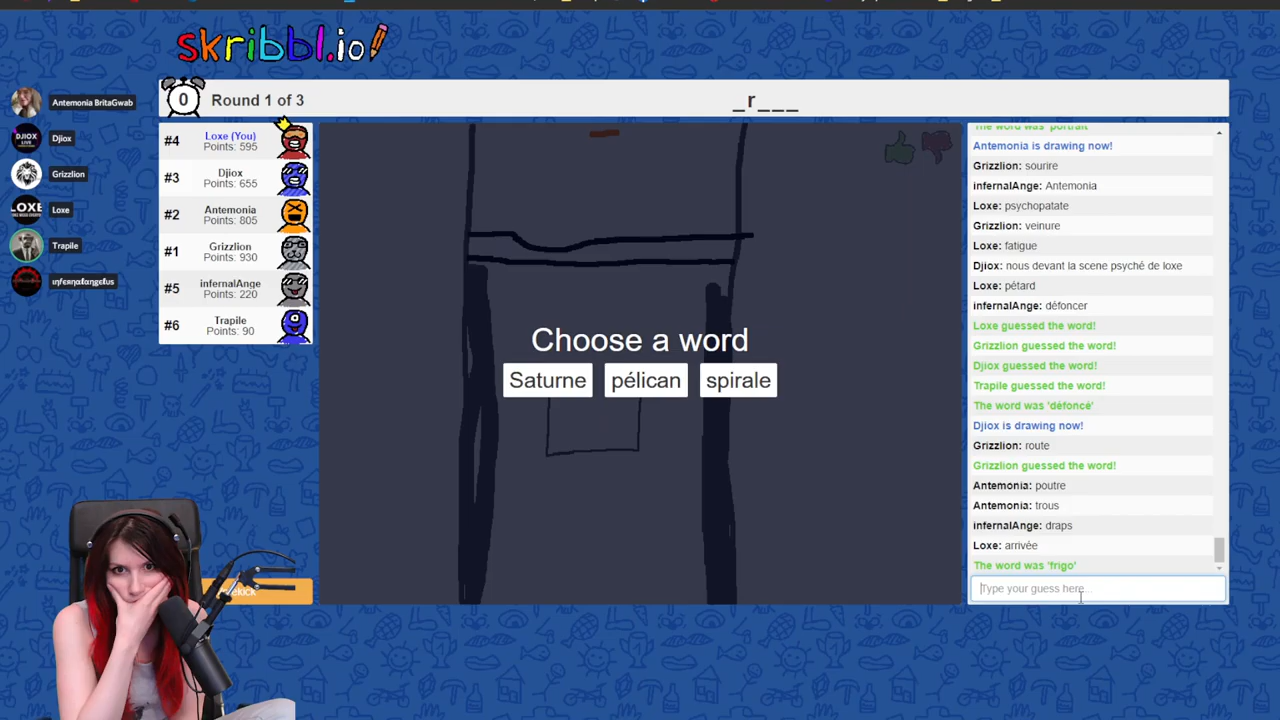 skribbl.io!
0
Round 1 of 3
_r___
Antemonia BritaGwab
Djiox
Grizzlion
Loxe
Trapile
#4 Loxe (You)
Points: 595
#3 Djiox
Points: 655
#2 Antemonia
Points: 805
#1 Grizzlion
Points: 930
#5 infernalAnge
Points: 220
#6 Trapile
Points: 90
Choose a word
Saturne pélican spirale
The word was 'portrait'
Antemonia is drawing now!
Grizzlion: sourire
infernalAnge: Antemonia
Loxe: psychopatate
Grizzlion: veinure
Loxe: fatigue
Djiox: nous devant la scene psyché de loxe
Loxe: pétard
infernalAnge: défoncer
Loxe guessed the word!
Grizzlion guessed the word!
Djiox guessed the word!
Trapile guessed the word!
The word was 'défoncé'
Djiox is drawing now!
Grizzlion: route
Grizzlion guessed the word!
Antemonia: poutre
Antemonia: trous
infernalAnge: draps
Loxe: arrivée
The word was 'frigo'
Type your guess here...